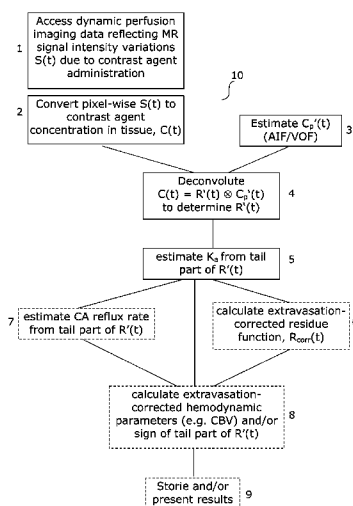 Access dynamic perfusion
imaging data reflecting MR
signal intensity variations
S(t) due to contrast agent
administration
1
10
Convert pixel-wise S(t) to
contrast agent
concentration in tissue, C(t)
2
Estimate Cp'(t)
(AIF/VOF)
3
Deconvolute
C(t) = R'(t) ⊗ Cp'(t)
to determine R'(t)
4
estimate Ka from tail
part of R'(t)
5
7
estimate CA reflux rate
from tail part of R'(t)
calculate extravasation-
corrected residue
function, Rcorr(t)
calculate extravasation-
corrected hemodynamic
parameters (e.g. CBV) and/or
sign of tail part of R'(t)
8
Storie and/or
present results
9